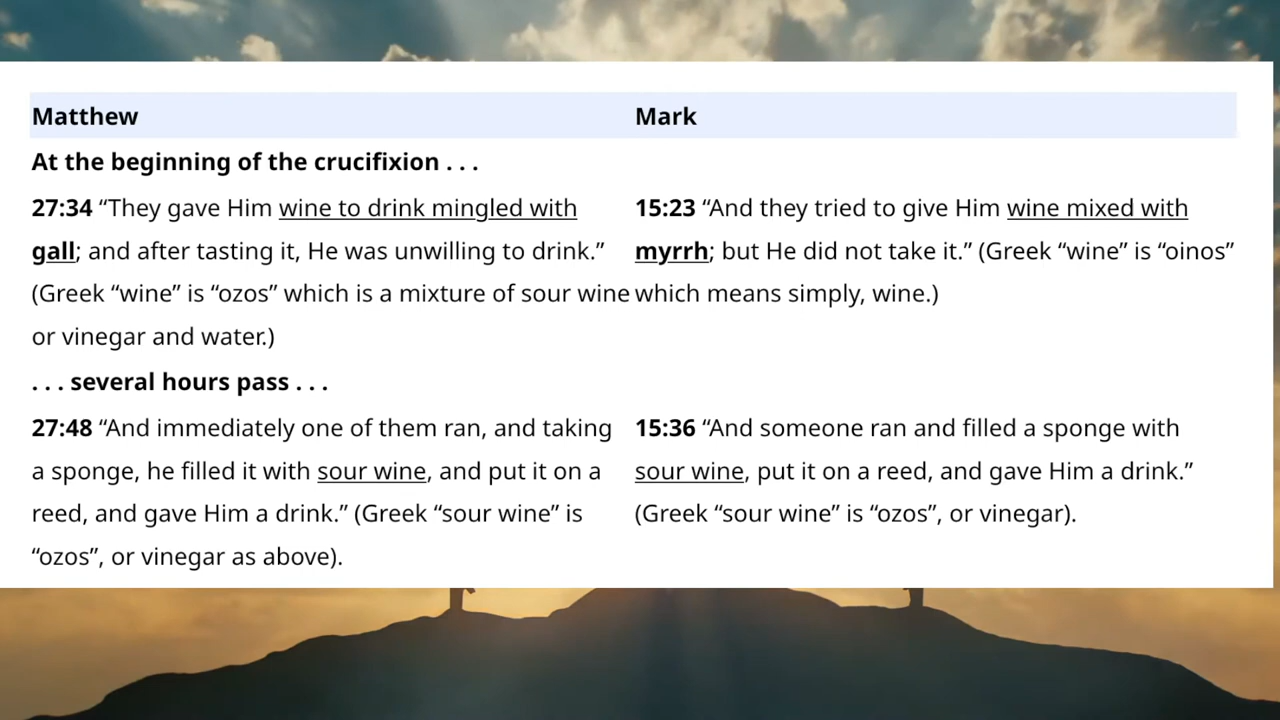 Matthew
Mark
At the beginning of the crucifixion . . .
27:34 “They gave Him wine to drink mingled with
gall; and after tasting it, He was unwilling to drink.”
(Greek “wine” is “ozos” which is a mixture of sour wine
or vinegar and water.)
15:23 “And they tried to give Him wine mixed with
myrrh; but He did not take it.” (Greek “wine” is “oinos”
which means simply, wine.)
. . . several hours pass . . .
27:48 “And immediately one of them ran, and taking
a sponge, he filled it with sour wine, and put it on a
reed, and gave Him a drink.” (Greek “sour wine” is
“ozos”, or vinegar as above).
15:36 “And someone ran and filled a sponge with
sour wine, put it on a reed, and gave Him a drink.”
(Greek “sour wine” is “ozos”, or vinegar).